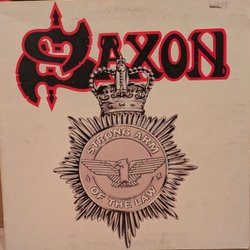 SAXON
STRONG ARM
OF THE LAW